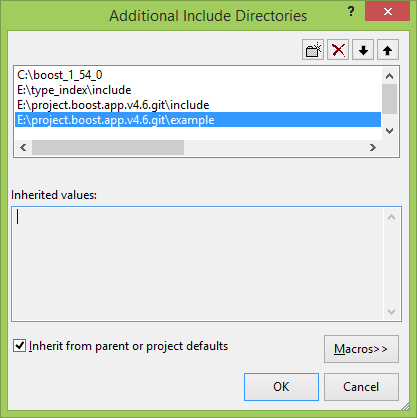 Additional Include Directories
C:\boost_1_54_0
E:\type_index\include
E:\project.boost.app.v4.6.git\include
E:\project.boost.app.v4.6.git\example
Inherited values:
Inherit from parent or project defaults
Macros>>
OK
Cancel